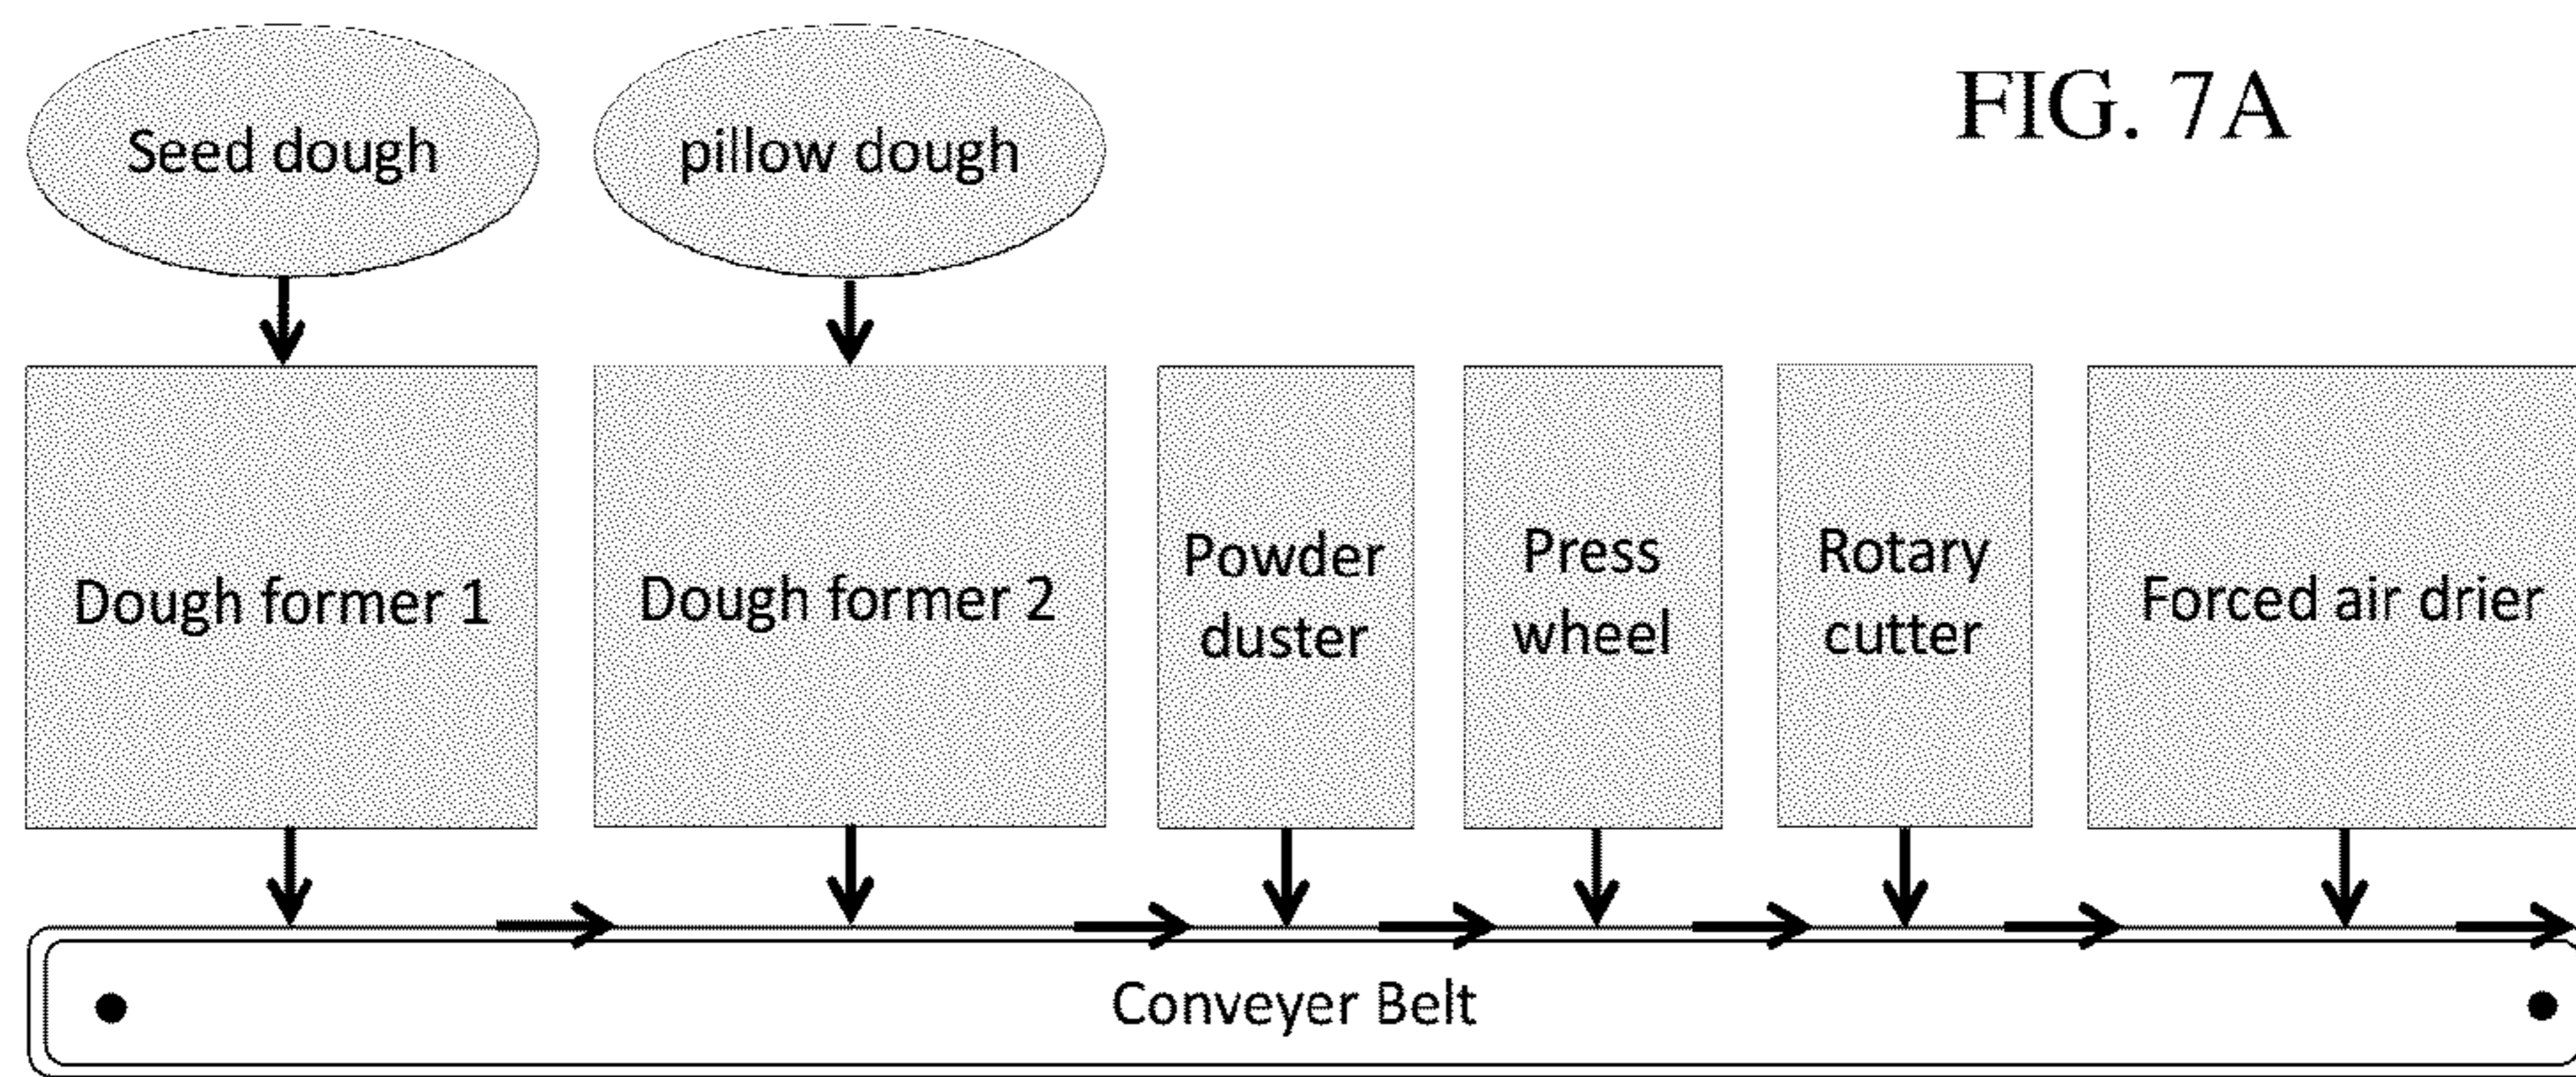 FIG. 7A
Seed dough
pillow dough
Dough former 1
Dough former 2
Powder
duster
Press
wheel
Rotary
cutter
Forced air drier
Conveyer Belt